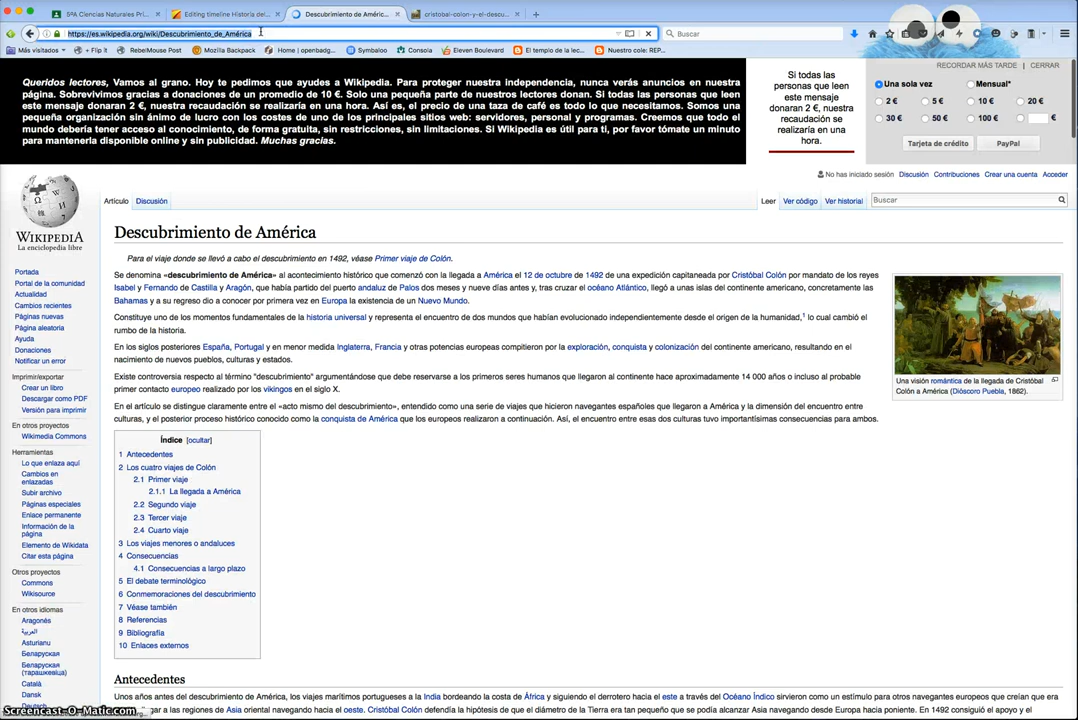 5ºA Ciencias Naturales Pri...
Editing timeline Historia del...
Descubrimiento de Améric...
cristobal-colon-y-el-descu...
https://es.wikipedia.org/wiki/Descubrimiento_de_América
Buscar
Más visitados
+ Flip it
RebelMouse Post
Mozilla Backpack
Home | openbadg...
Symbaloo
Consola
Eleven Boulevard
El templo de la lec...
Nuestro cole: REP...
Queridos lectores, Vamos al grano. Hoy te pedimos que ayudes a Wikipedia. Para proteger nuestra independencia, nunca verás anuncios en nuestra
página. Sobrevivimos gracias a donaciones de un promedio de 10 €. Solo una pequeña parte de nuestros lectores donan. Si todas las personas que leen
este mensaje donaran 2 €, nuestra recaudación se realizaría en una hora. Así es, el precio de una taza de café es todo lo que necesitamos. Somos una
pequeña organización sin ánimo de lucro con los costes de uno de los principales sitios web: servidores, personal y programas. Creemos que todo el
mundo debería tener acceso al conocimiento, de forma gratuita, sin restricciones, sin limitaciones. Si Wikipedia es útil para ti, por favor tómate un minuto
para mantenerla disponible online y sin publicidad. Muchas gracias.
Si todas las
personas que leen
este mensaje
donaran 2 €, nuestra
recaudación se
realizaría en una
hora.
RECORDAR MÁS TARDE | CERRAR
Una sola vez Mensual*
2 € 5 € 10 € 20 €
30 € 50 € 100 € €
Tarjeta de crédito PayPal
No has iniciado sesión Discusión Contribuciones Crear una cuenta Acceder
WIKIPEDIA
La enciclopedia libre
Artículo Discusión
Leer Ver código Ver historial
Buscar
Portada
Portal de la comunidad
Actualidad
Cambios recientes
Páginas nuevas
Página aleatoria
Ayuda
Donaciones
Notificar un error
Imprimir/exportar
Crear un libro
Descargar como PDF
Versión para imprimir
En otros proyectos
Wikimedia Commons
Herramientas
Lo que enlaza aquí
Cambios en
enlazadas
Subir archivo
Páginas especiales
Enlace permanente
Información de la
página
Elemento de Wikidata
Citar esta página
Otros proyectos
Commons
Wikisource
En otros idiomas
Aragonés
العربية
Asturianu
Беларуская
Беларуская
(тарашкевіца)
Català
Dansk
Deutsch
Descubrimiento de América
Para el viaje donde se llevó a cabo el descubrimiento en 1492, véase Primer viaje de Colón.
Se denomina «descubrimiento de América» al acontecimiento histórico que comenzó con la llegada a América el 12 de octubre de 1492 de una expedición capitaneada por Cristóbal Colón por mandato de los reyes
Isabel y Fernando de Castilla y Aragón, que había partido del puerto andaluz de Palos dos meses y nueve días antes y, tras cruzar el océano Atlántico, llegó a unas islas del continente americano, concretamente las
Bahamas y a su regreso dio a conocer por primera vez en Europa la existencia de un Nuevo Mundo.
Constituye uno de los momentos fundamentales de la historia universal y representa el encuentro de dos mundos que habían evolucionado independientemente desde el origen de la humanidad,1 lo cual cambió el
rumbo de la historia.
En los siglos posteriores España, Portugal y en menor medida Inglaterra, Francia y otras potencias europeas compitieron por la exploración, conquista y colonización del continente americano, resultando en el
nacimiento de nuevos pueblos, culturas y estados.
Existe controversia respecto al término "descubrimiento" argumentándose que debe reservarse a los primeros seres humanos que llegaron al continente hace aproximadamente 14 000 años o incluso al probable
primer contacto europeo realizado por los vikingos en el siglo X.
En el artículo se distingue claramente entre el «acto mismo del descubrimiento», entendido como una serie de viajes que hicieron navegantes españoles que llegaron a América y la dimensión del encuentro entre
culturas, y el posterior proceso histórico conocido como la conquista de América que los europeos realizaron a continuación. Así, el encuentro entre esas dos culturas tuvo importantísimas consecuencias para ambos.
Una visión romántica de la llegada de Cristóbal
Colón a América (Dióscoro Puebla, 1862).
Índice [ocultar]
1 Antecedentes
2 Los cuatro viajes de Colón
2.1 Primer viaje
2.1.1 La llegada a América
2.2 Segundo viaje
2.3 Tercer viaje
2.4 Cuarto viaje
3 Los viajes menores o andaluces
4 Consecuencias
4.1 Consecuencias a largo plazo
5 El debate terminológico
6 Conmemoraciones del descubrimiento
7 Véase también
8 Referencias
9 Bibliografía
10 Enlaces externos
Antecedentes
Unos años antes del descubrimiento de América, los viajes marítimos portugueses a la India bordeando la costa de África y siguiendo el derrotero hacia el este a través del Océano Índico sirvieron como un estímulo para otros navegantes europeos que creían que era
gar a las regiones de Asia oriental navegando hacia el oeste. Cristóbal Colón defendía la hipótesis de que el diámetro de la Tierra era tan pequeño que se podía alcanzar Asia navegando desde Europa hacia poniente. En 1492 consiguió el apoyo y el
Screencast-O-Matic.com